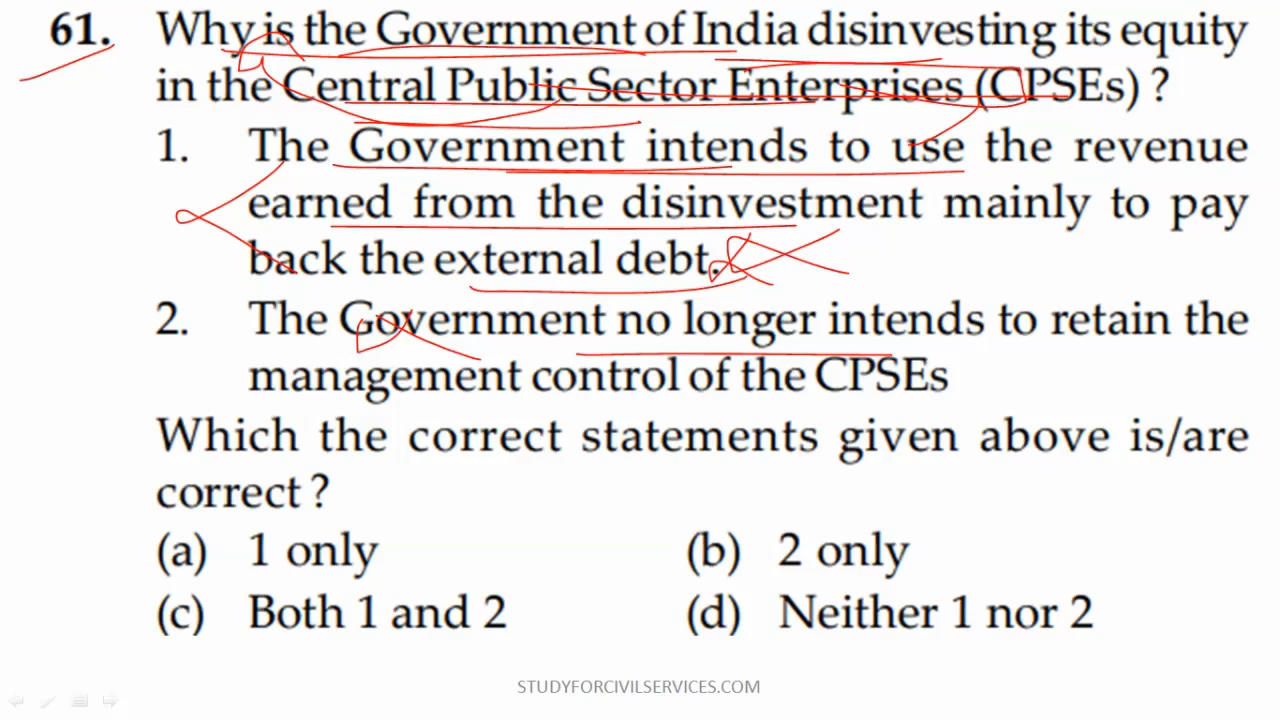 61. Why is the Government of India disinvesting its equity
in the Central Public Sector Enterprises (CPSEs) ?
1. The Government intends to use the revenue
earned from the disinvestment mainly to pay
back the external debt.
2. The Government no longer intends to retain the
management control of the CPSEs
Which the correct statements given above is/are
correct ?
(a) 1 only (b) 2 only
(c) Both 1 and 2 (d) Neither 1 nor 2
STUDYFORCIVILSERVICES.COM